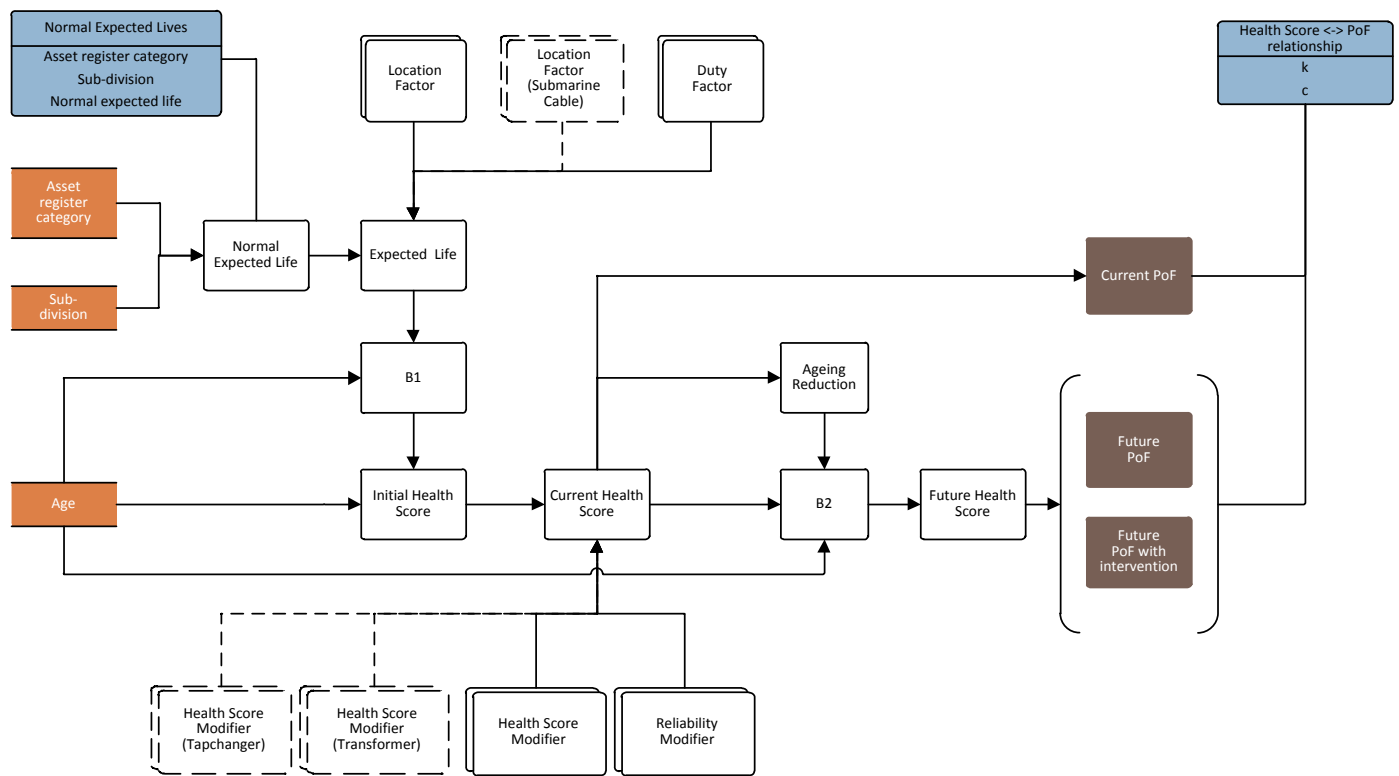 Normal Expected Lives
Asset register category
Sub-division
Normal expected life
Location
Factor
Location
Factor
(Submarine
Cable)
Duty
Factor
Health Score <-> PoF
relationship
k
c
Asset
register
category
Sub-
division
Normal
Expected Life
Expected Life
Current PoF
B1
Ageing
Reduction
Age
Initial Health
Score
Current Health
Score
B2
Future Health
Score
Future
PoF
Future
PoF with
intervention
Health Score
Modifier
(Tapchanger)
Health Score
Modifier
(Transformer)
Health Score
Modifier
Reliability
Modifier